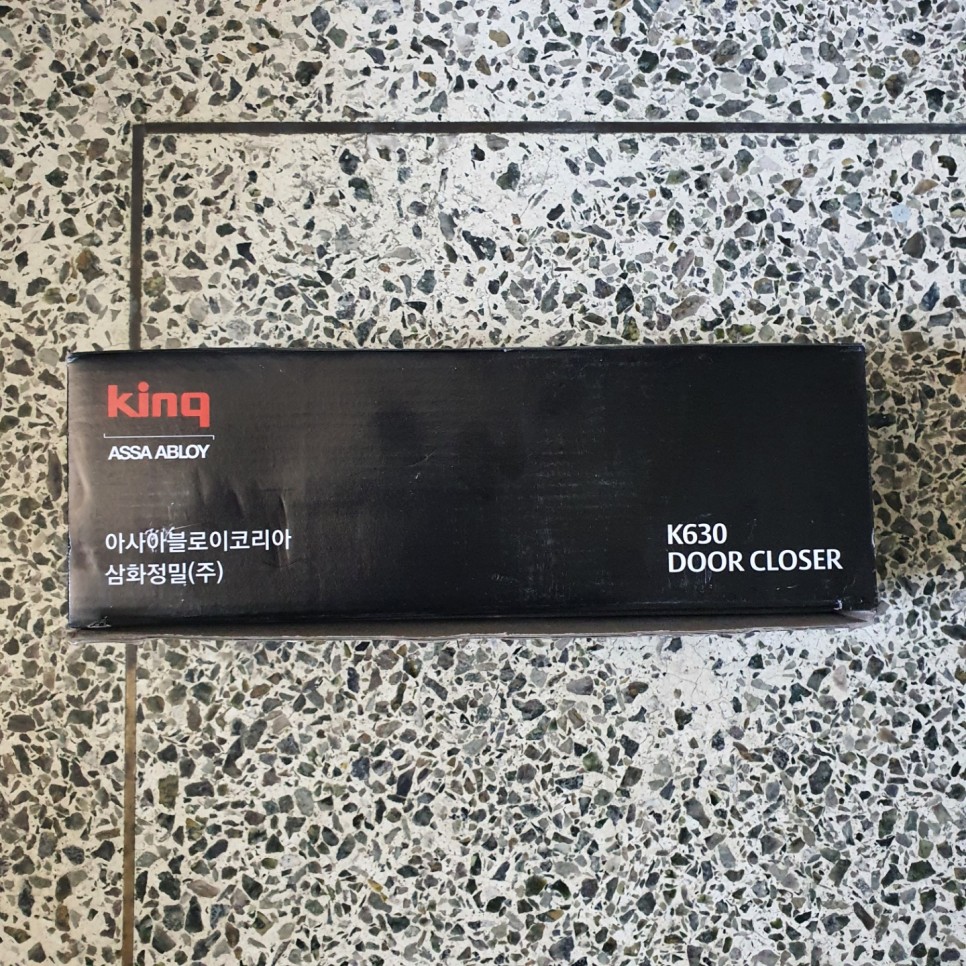 king
ASSA ABLOY
아사아블로이코리아
삼화정밀(주)
K630
DOOR CLOSER